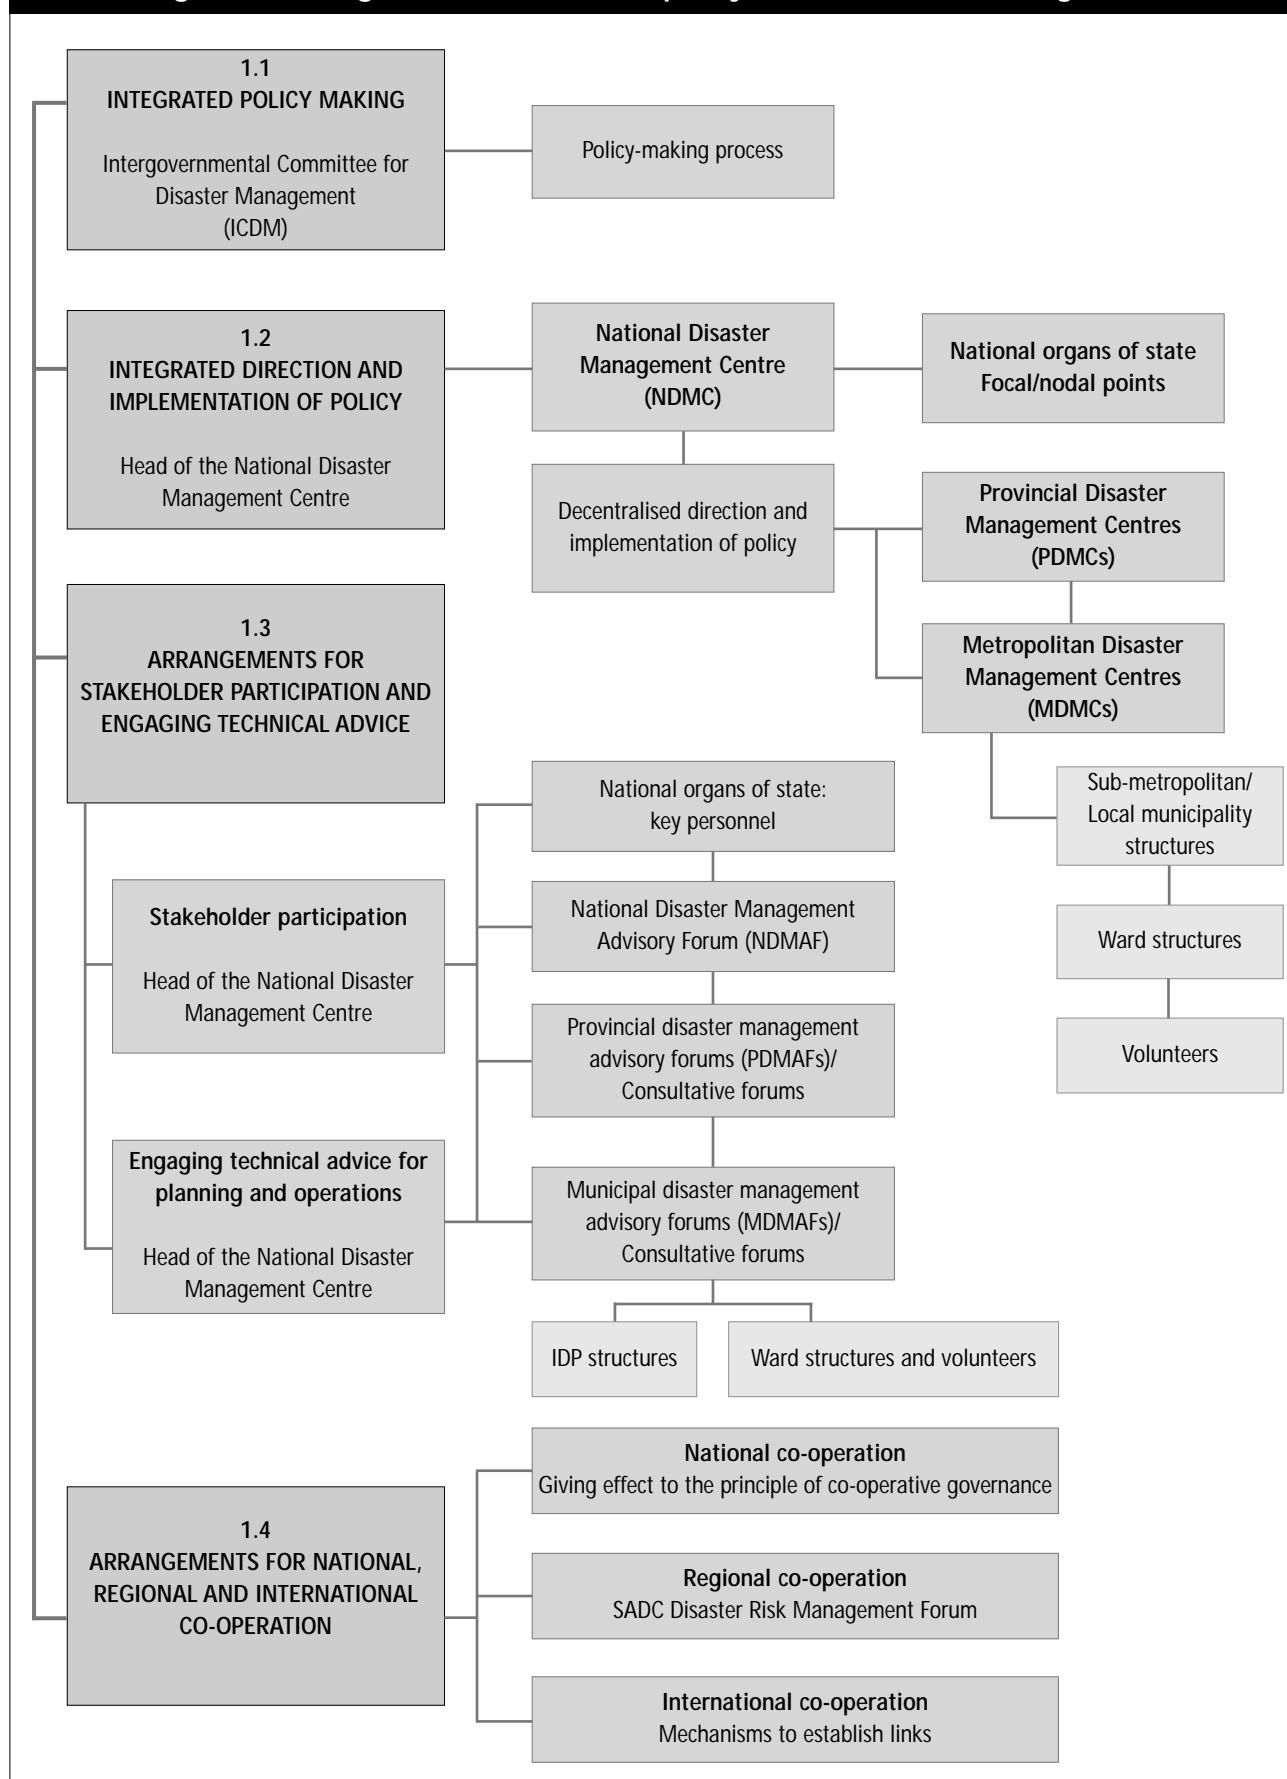 1.1
INTEGRATED POLICY MAKING
Intergovernmental Committee for
Disaster Management
(ICDM)
Policy-making process
1.2
INTEGRATED DIRECTION AND
IMPLEMENTATION OF POLICY
Head of the National Disaster
Management Centre
National Disaster
Management Centre
(NDMC)
National organs of state
Focal/nodal points
Decentralised direction and
implementation of policy
Provincial Disaster
Management Centres
(PDMCs)
Metropolitan Disaster
Management Centres
(MDMCs)
Sub-metropolitan/
Local municipality
structures
Ward structures
Volunteers
1.3
ARRANGEMENTS FOR
STAKEHOLDER PARTICIPATION AND
ENGAGING TECHNICAL ADVICE
Stakeholder participation
Head of the National Disaster
Management Centre
Engaging technical advice for
planning and operations
Head of the National Disaster
Management Centre
National organs of state:
key personnel
National Disaster Management
Advisory Forum (NDMAF)
Provincial disaster management
advisory forums (PDMAFs)/
Consultative forums
Municipal disaster management
advisory forums (MDMAFs)/
Consultative forums
IDP structures
Ward structures and volunteers
1.4
ARRANGEMENTS FOR NATIONAL,
REGIONAL AND INTERNATIONAL
CO-OPERATION
National co-operation
Giving effect to the principle of co-operative governance
Regional co-operation
SADC Disaster Risk Management Forum
International co-operation
Mechanisms to establish links